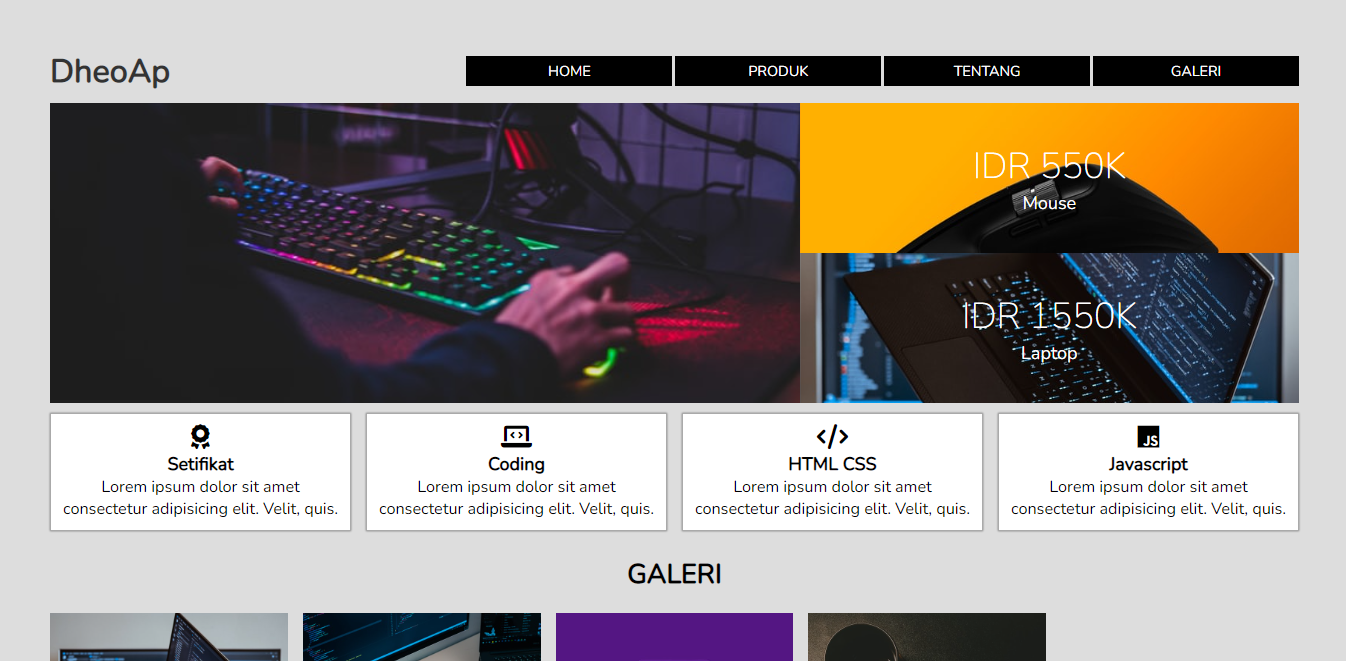 DheoAp
HOME
PRODUK
TENTANG
GALERI
IDR 550K
Mouse
IDR 1550K
Laptop
Setifikat
Lorem ipsum dolor sit amet
consectetur adipisicing elit. Velit, quis.
Coding
Lorem ipsum dolor sit amet
consectetur adipisicing elit. Velit, quis.
HTML CSS
Lorem ipsum dolor sit amet
consectetur adipisicing elit. Velit, quis.
JS
Javascript
Lorem ipsum dolor sit amet
consectetur adipisicing elit. Velit, quis.
GALERI